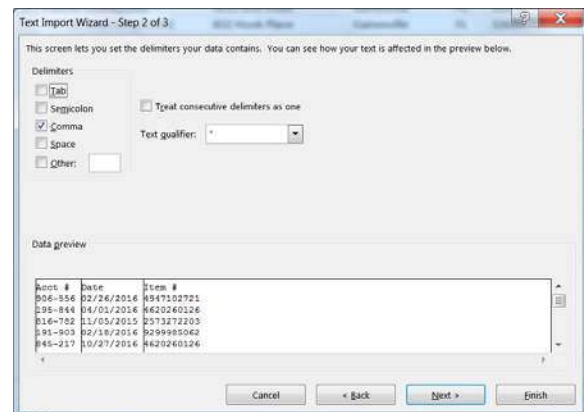 Text Import Wizard - Step 2 of 3
This screen lets you set the delimiters your data contains. You can see how your text is affected in the preview below.
Delimiters
Tab
Semicolon
Comma
Space
Other:
Treat consecutive delimiters as one
Text qualifier: "
Data preview
Acct # Date Item #
906-556 02/26/2016 4947102721
195-844 04/01/2016 4620260126
816-782 11/05/2015 2573272203
191-903 02/18/2016 9299985062
845-217 10/27/2016 4620260126
Cancel < Back Next > Finish